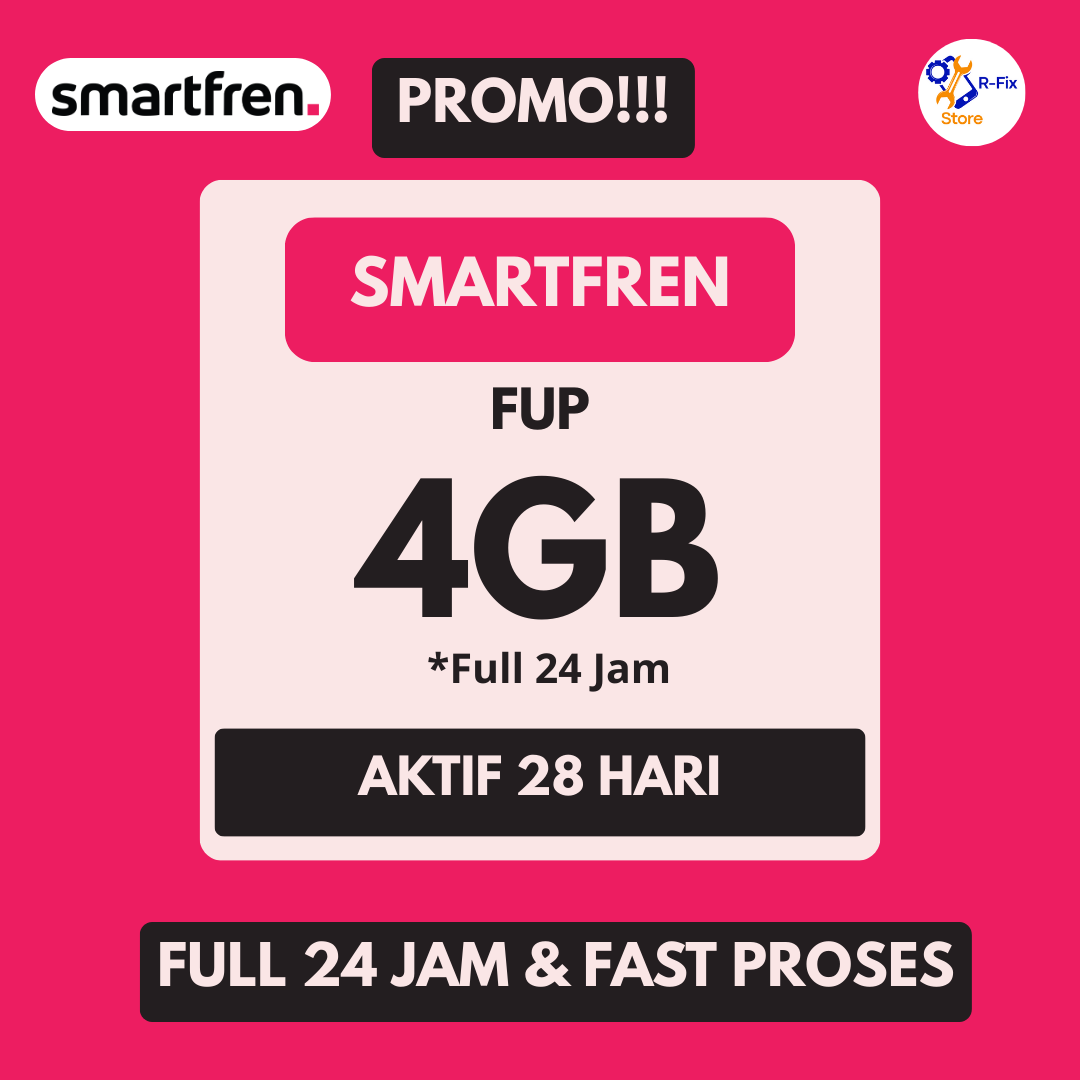 smartfren.
PROMO!!!
R-Fix
Store
SMARTFREN
FUP
4GB
*Full 24 Jam
AKTIF 28 HARI
FULL 24 JAM & FAST PROSES